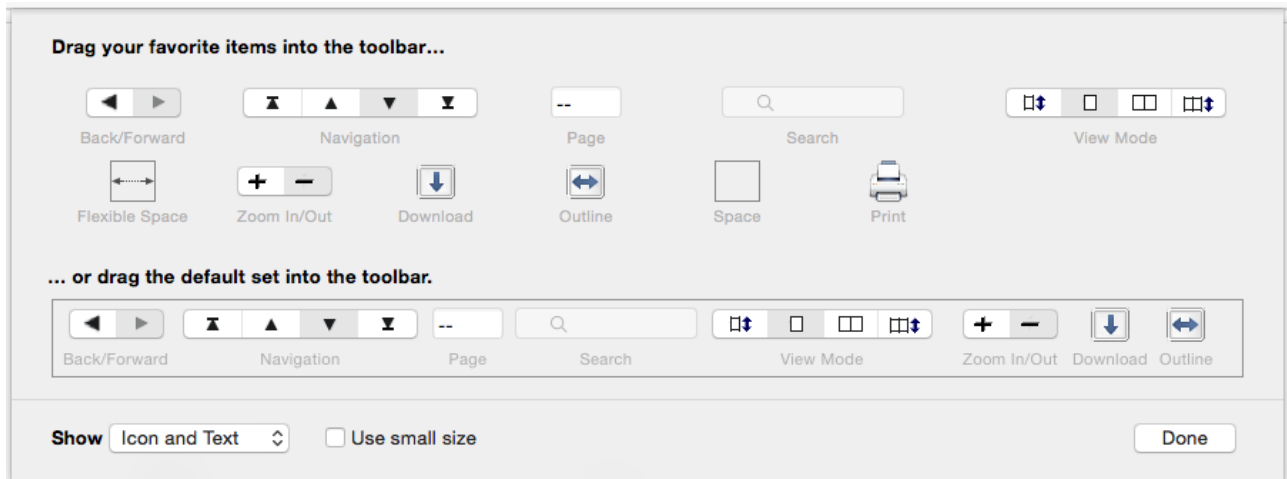 Drag your favorite items into the toolbar...
--
Back/Forward Navigation Page Search View Mode
Flexible Space Zoom In/Out Download Outline Space Print
... or drag the default set into the toolbar.
--
Back/Forward Navigation Page Search View Mode Zoom In/Out Download Outline
Show Icon and Text Use small size Done